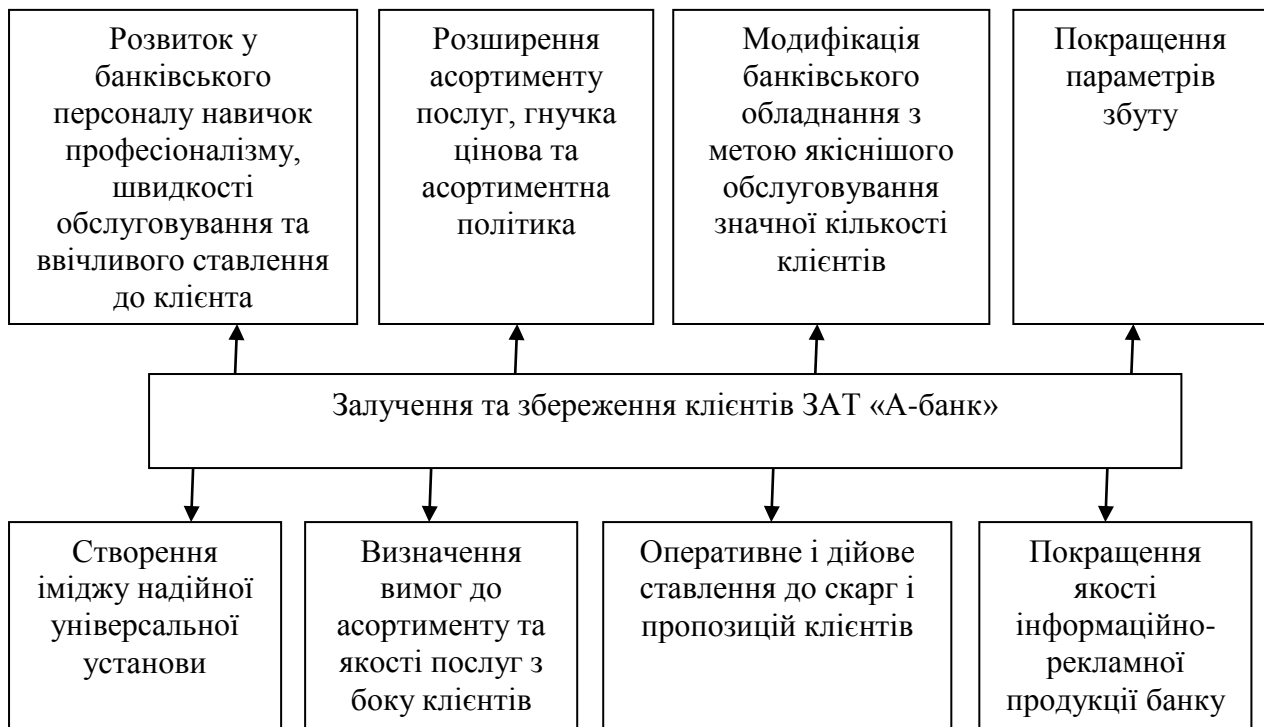 Розвиток у
банківського
персоналу навичок
професіоналізму,
швидкості
обслуговування та
ввічливого ставлення
до клієнта
Розширення
асортименту
послуг, гнучка
цінова та
асортиментна
політика
Модифікація
банківського
обладнання з
метою якіснішого
обслуговування
значної кількості
клієнтів
Покращення
параметрів
збуту
Залучення та збереження клієнтів ЗАТ «А-банк»
Створення
іміджу надійної
універсальної
установи
Визначення
вимог до
асортименту та
якості послуг з
боку клієнтів
Оперативне і дійове
ставлення до скарг і
пропозицій клієнтів
Покращення
якості
інформаційно-
рекламної
продукції банку